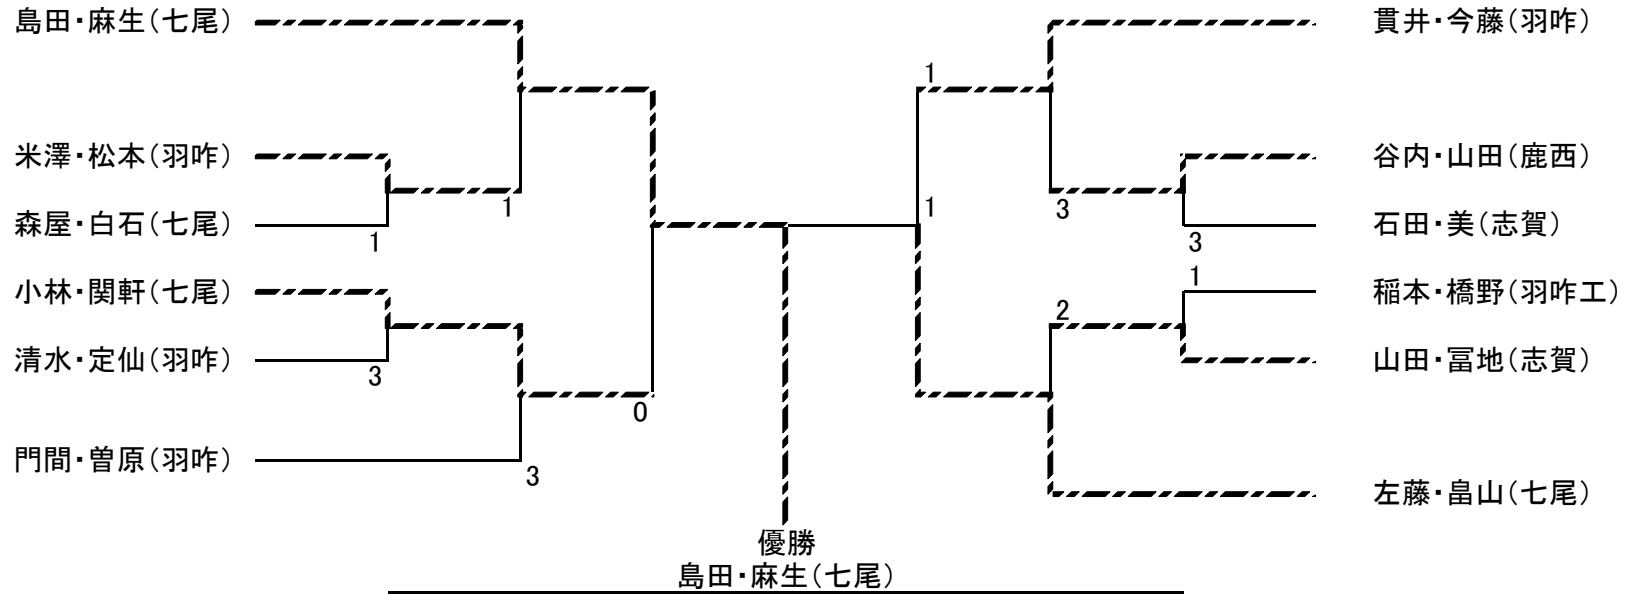 島田・麻生(七尾)
米澤・松本(羽咋)
森屋・白石(七尾)
小林・関軒(七尾)
清水・定仙(羽咋)
門間・曽原(羽咋)
1
1
3
3
0
1
1
3
3
1
2
貫井・今藤(羽咋)
谷内・山田(鹿西)
石田・美(志賀)
稲本・橋野(羽咋工)
山田・冨地(志賀)
左藤・畠山(七尾)
優勝
島田・麻生(七尾)